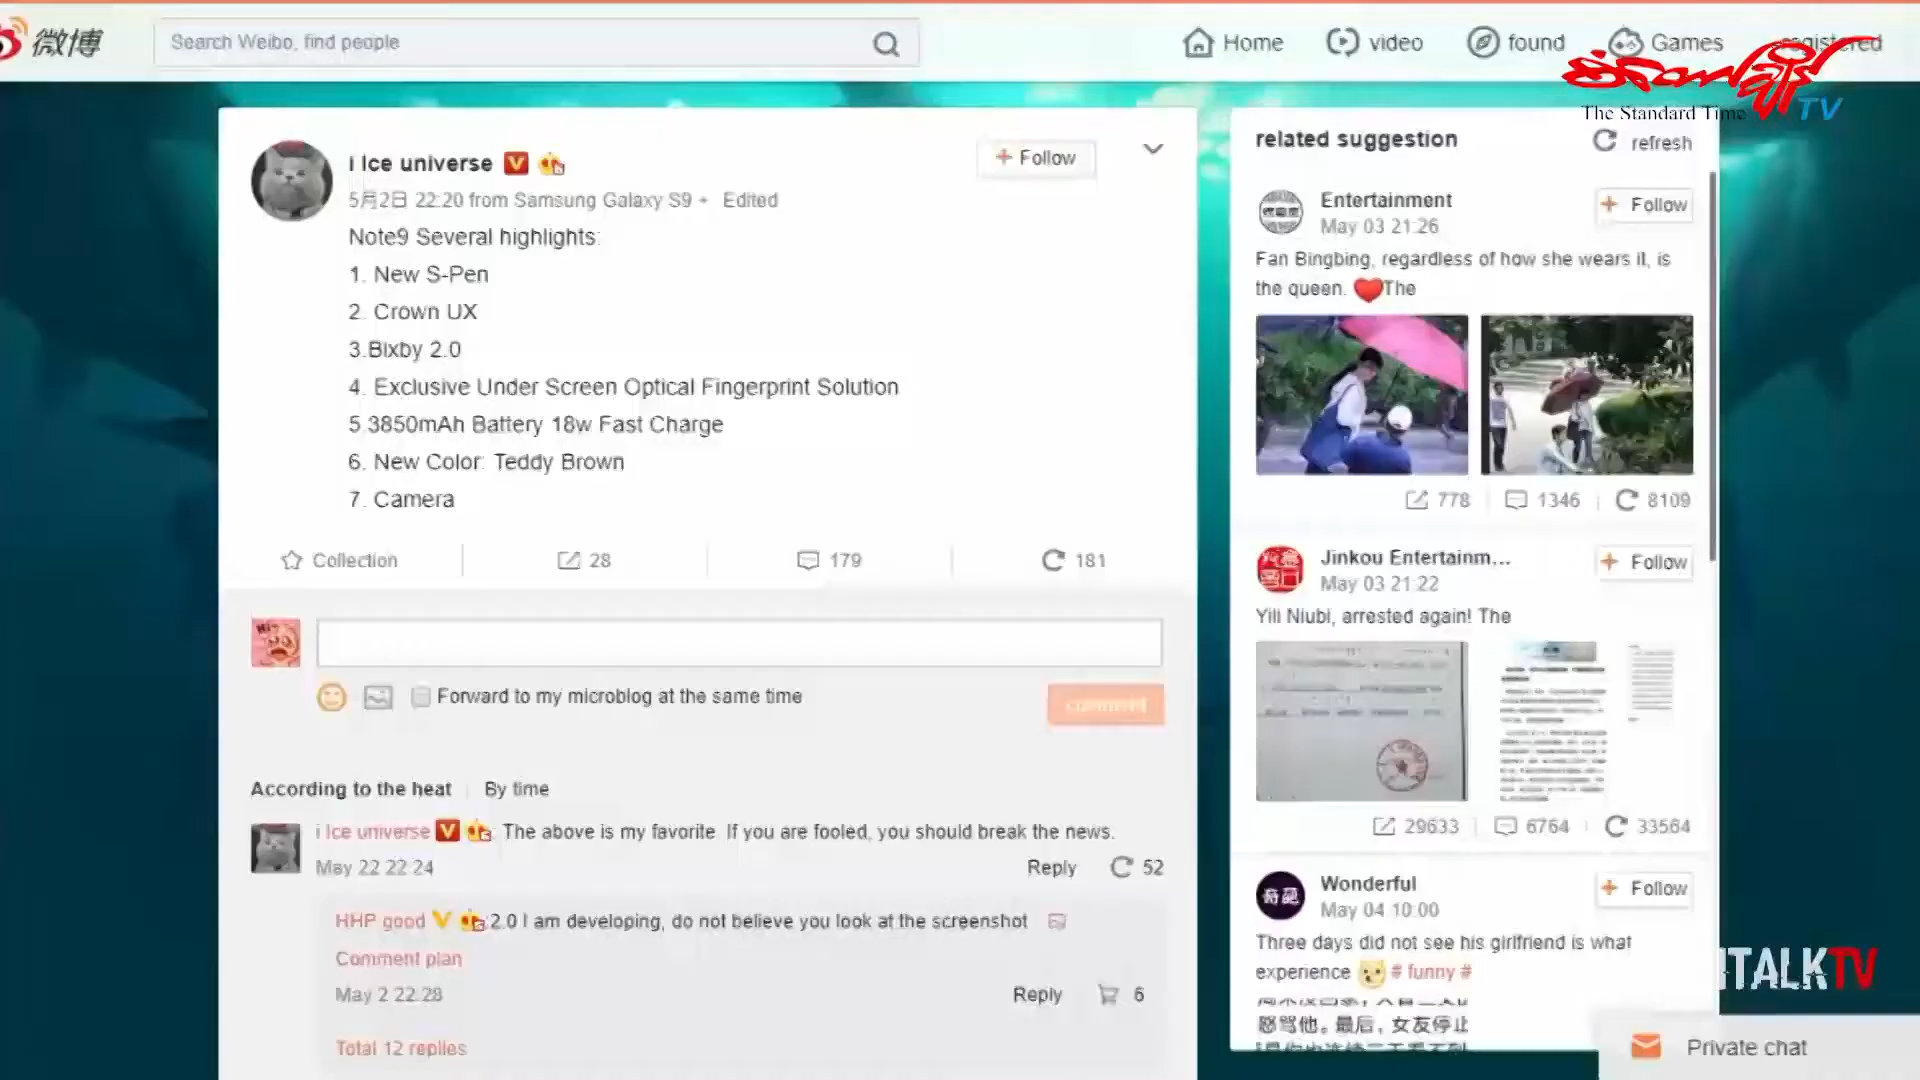 微博
Search Weibo, find people
Home
video
found
Games
registered
The Standard Time TV
i Ice universe
5月2日 22:20 from Samsung Galaxy S9 Edited
+ Follow
Note9 Several highlights:
1. New S-Pen
2. Crown UX
3.Bixby 2.0
4. Exclusive Under Screen Optical Fingerprint Solution
5.3850mAh Battery 18w Fast Charge
6. New Color: Teddy Brown
7. Camera
Collection
28
179
181
Forward to my microblog at the same time
comment
According to the heat
By time
i Ice universe The above is my favorite. If you are fooled, you should break the news.
May 22 22 24
Reply
52
HHP good 2.0 I am developing, do not believe you look at the screenshot
Comment plan
May 2 22:28
Reply
6
Total 12 replies
related suggestion
refresh
Entertainment
May 03 21:26
+ Follow
Fan Bingbing, regardless of how she wears it, is
the queen. The
778
1346
8109
Jinkou Entertainm...
May 03 21:22
+ Follow
Yili Niubi, arrested again! The
29633
6764
33564
Wonderful
May 04 10:00
+ Follow
Three days did not see his girlfriend is what
experience # funny #
怒骂他。最后，女友停止
ITALKTV
Private chat